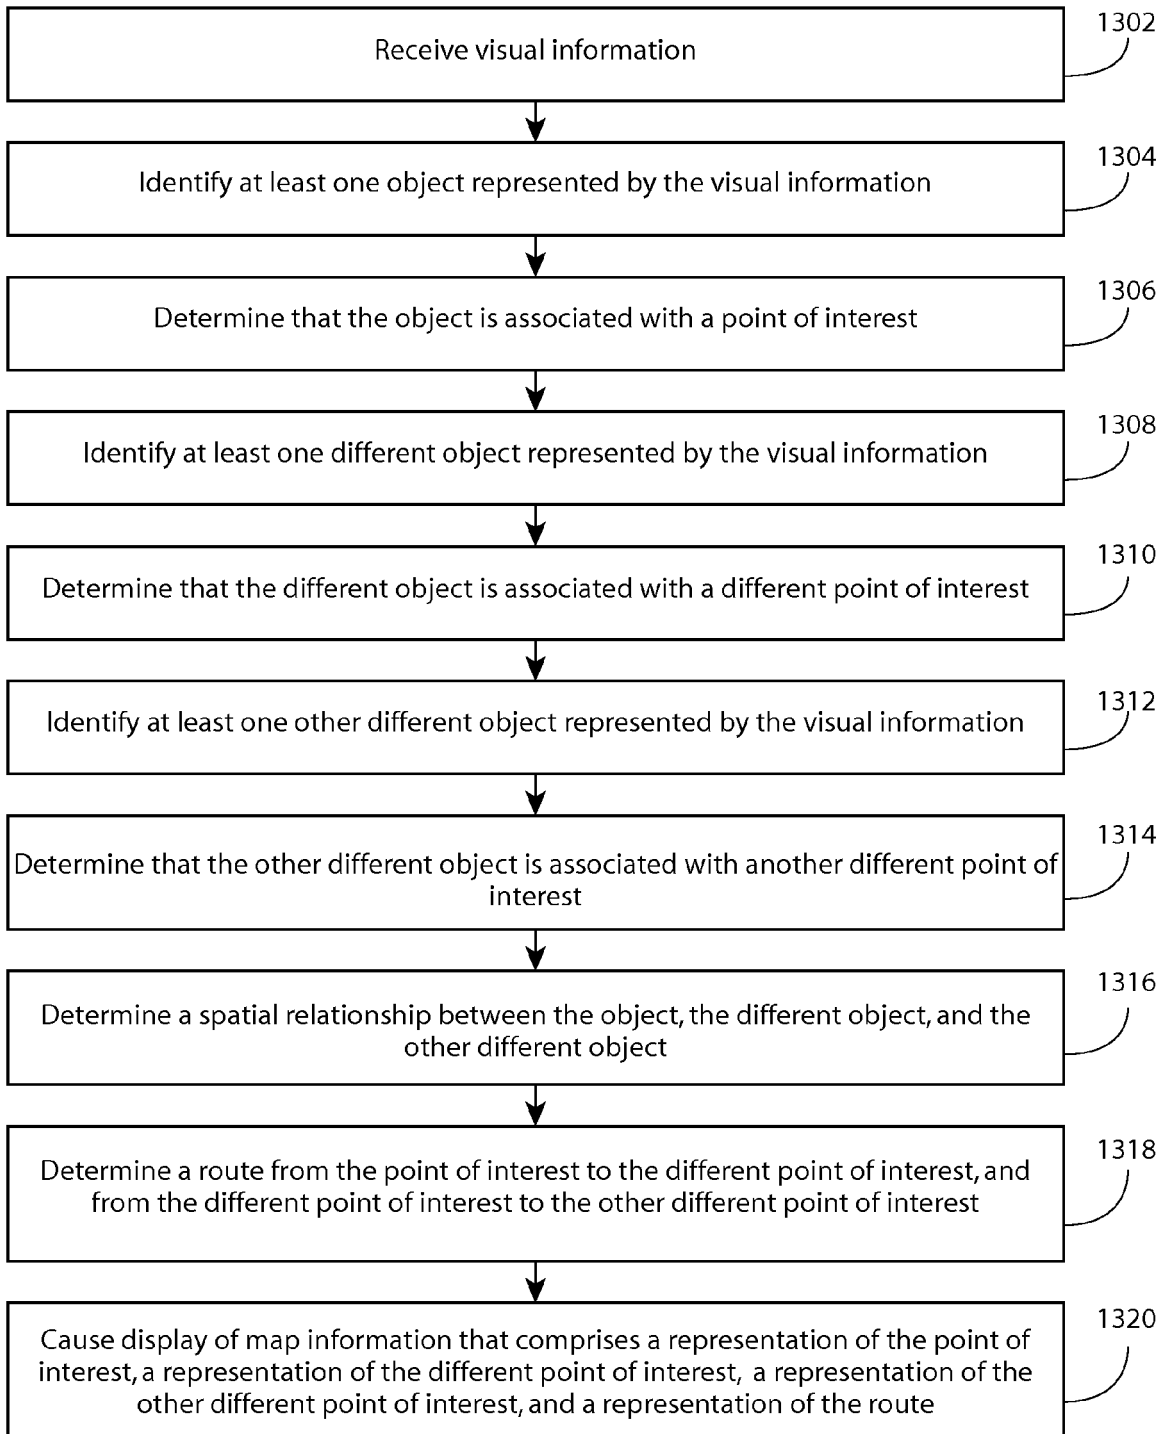 Receive visual information
1302
Identify at least one object represented by the visual information
1304
Determine that the object is associated with a point of interest
1306
Identify at least one different object represented by the visual information
1308
Determine that the different object is associated with a different point of interest
1310
Identify at least one other different object represented by the visual information
1312
Determine that the other different object is associated with another different point of
interest
1314
Determine a spatial relationship between the object, the different object, and the
other different object
1316
Determine a route from the point of interest to the different point of interest, and
from the different point of interest to the other different point of interest
1318
Cause display of map information that comprises a representation of the point of
interest, a representation of the different point of interest, a representation of the
other different point of interest, and a representation of the route
1320